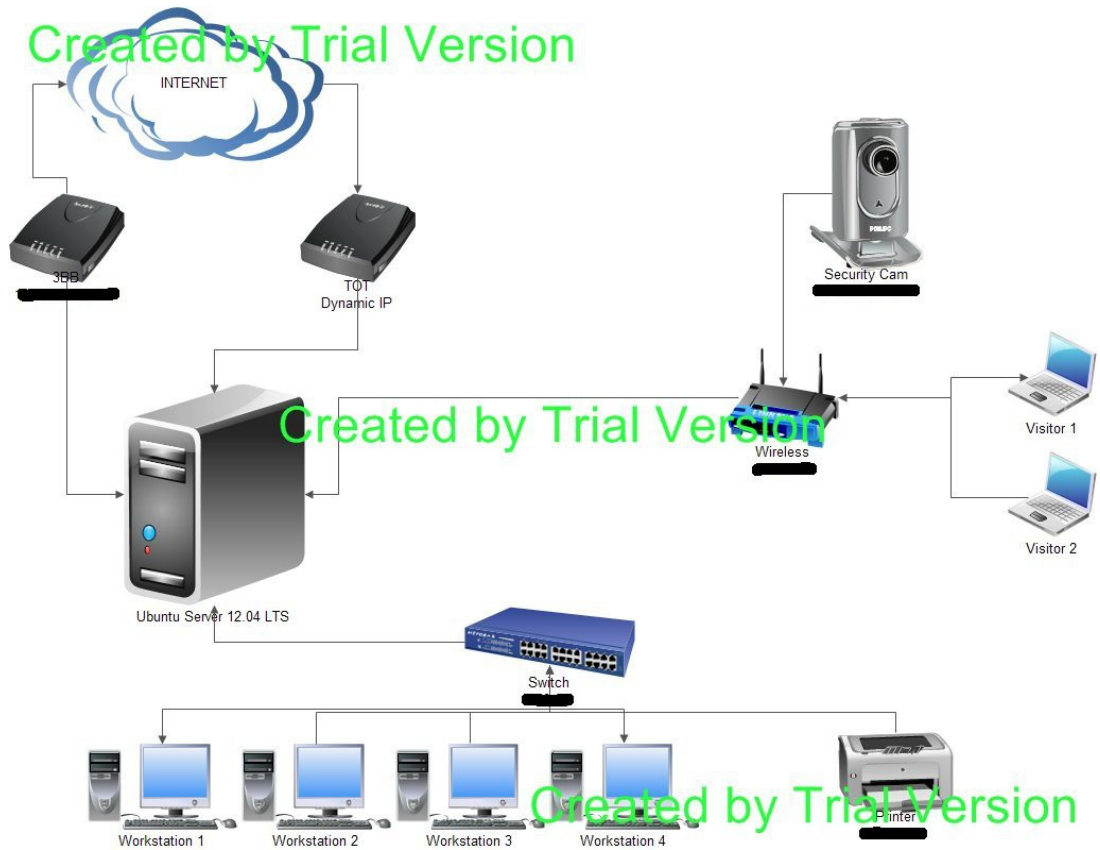 Created by Trial Version
INTERNET
3BB
TOT
Dynamic IP
Security Cam
Created by Trial Version
Wireless
Visitor 1
Visitor 2
Ubuntu Server 12.04 LTS
NETGEAR
Switch
Workstation 1
Workstation 2
Workstation 3
Workstation 4
Created by Trial Version
Printer